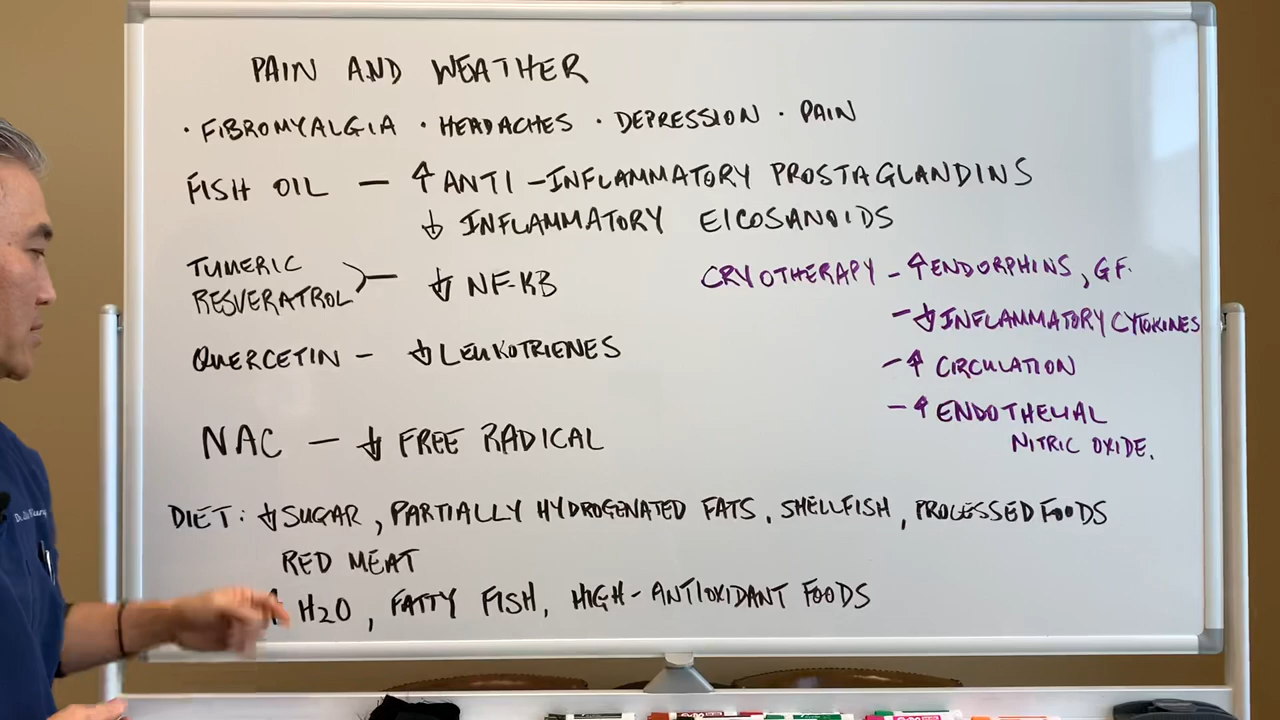 PAIN AND WEATHER
· FIBROMYALGIA · HEADACHES · DEPRESSION · PAIN
FISH OIL — ↑ ANTI-INFLAMMATORY PROSTAGLANDINS
↓ INFLAMMATORY EICOSANOIDS
TUMERIC
RESVERATROL
— ↓ NF-KB
QUERCETIN — ↓ LEUKOTRIENES
NAC — ↓ FREE RADICAL
CRYOTHERAPY - ↑ ENDORPHINS, GF.
- ↓ INFLAMMATORY CYTOKINES
- ↑ CIRCULATION
- ↑ ENDOTHELIAL
NITRIC OXIDE.
DIET: ↓ SUGAR, PARTIALLY HYDROGENATED FATS, SHELLFISH, PROCESSED FOODS
RED MEAT
↑ H2O, FATTY FISH, HIGH-ANTIOXIDANT FOODS